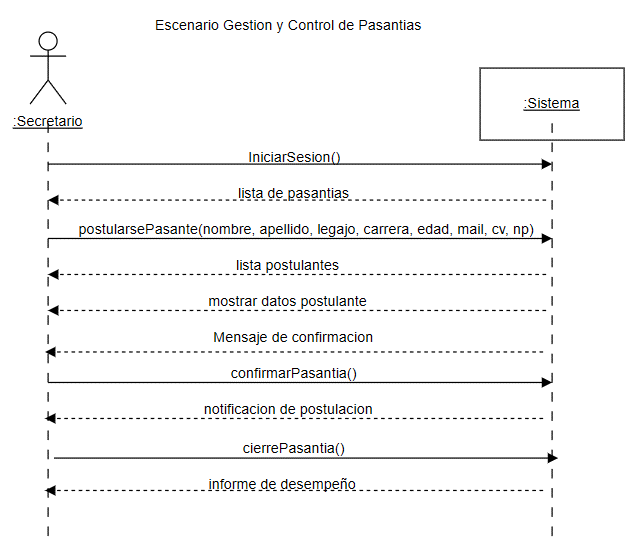 Escenario Gestion y Control de Pasantias
:Secretario
:Sistema
IniciarSesion()
lista de pasantias
postularsePasante(nombre, apellido, legajo, carrera, edad, mail, cv, np)
lista postulantes
mostrar datos postulante
Mensaje de confirmacion
confirmarPasantia()
notificacion de postulacion
cierrePasantia()
informe de desempeño